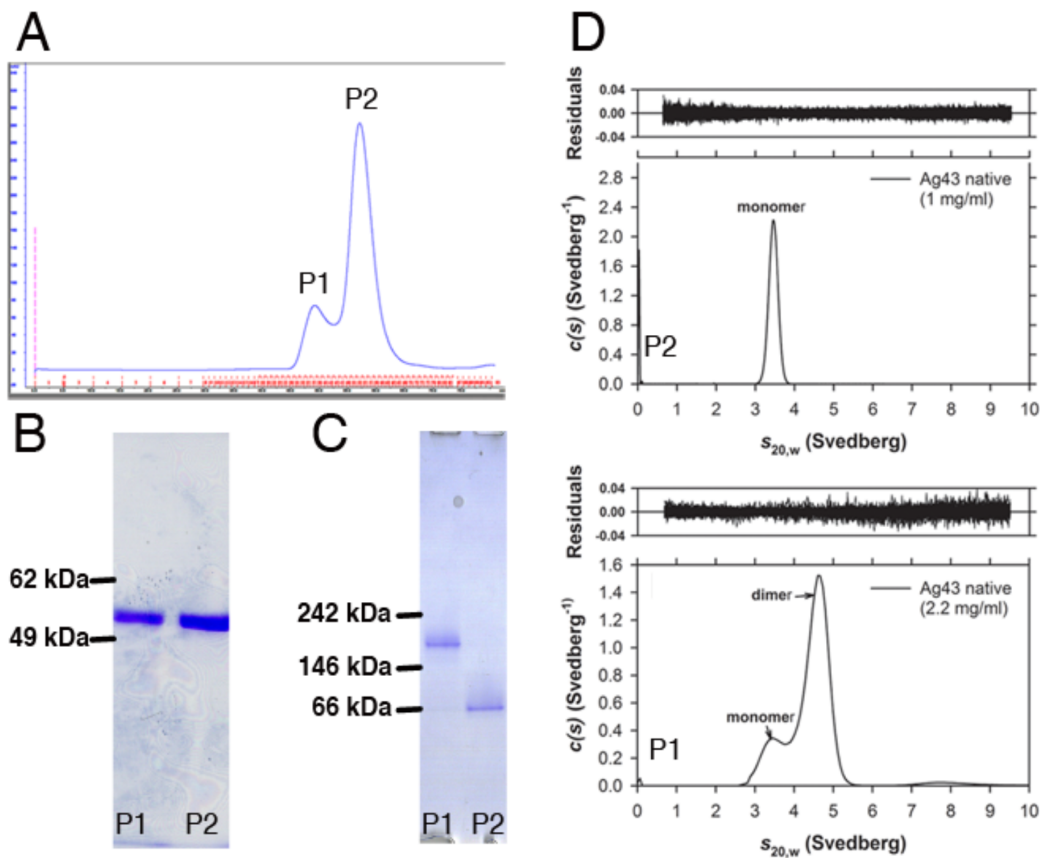 A
P1
P2
B
62 kDa
49 kDa
P1 P2
C
242 kDa
146 kDa
66 kDa
P1 P2
D
Residuals
0.04
0.00
-0.04
c(s) (Svedberg⁻¹)
2.8
2.4
2.0
1.6
1.2
0.8
0.4
0.0
Ag43 native
(1 mg/ml)
monomer
P2
0 1 2 3 4 5 6 7 8 9 10
s20,w (Svedberg)
Residuals
0.04
0.00
-0.04
c(s) (Svedberg⁻¹)
1.6
1.4
1.2
1.0
0.8
0.6
0.4
0.2
0.0
Ag43 native
(2.2 mg/ml)
dimer
monomer
P1
0 1 2 3 4 5 6 7 8 9 10
s20,w (Svedberg)